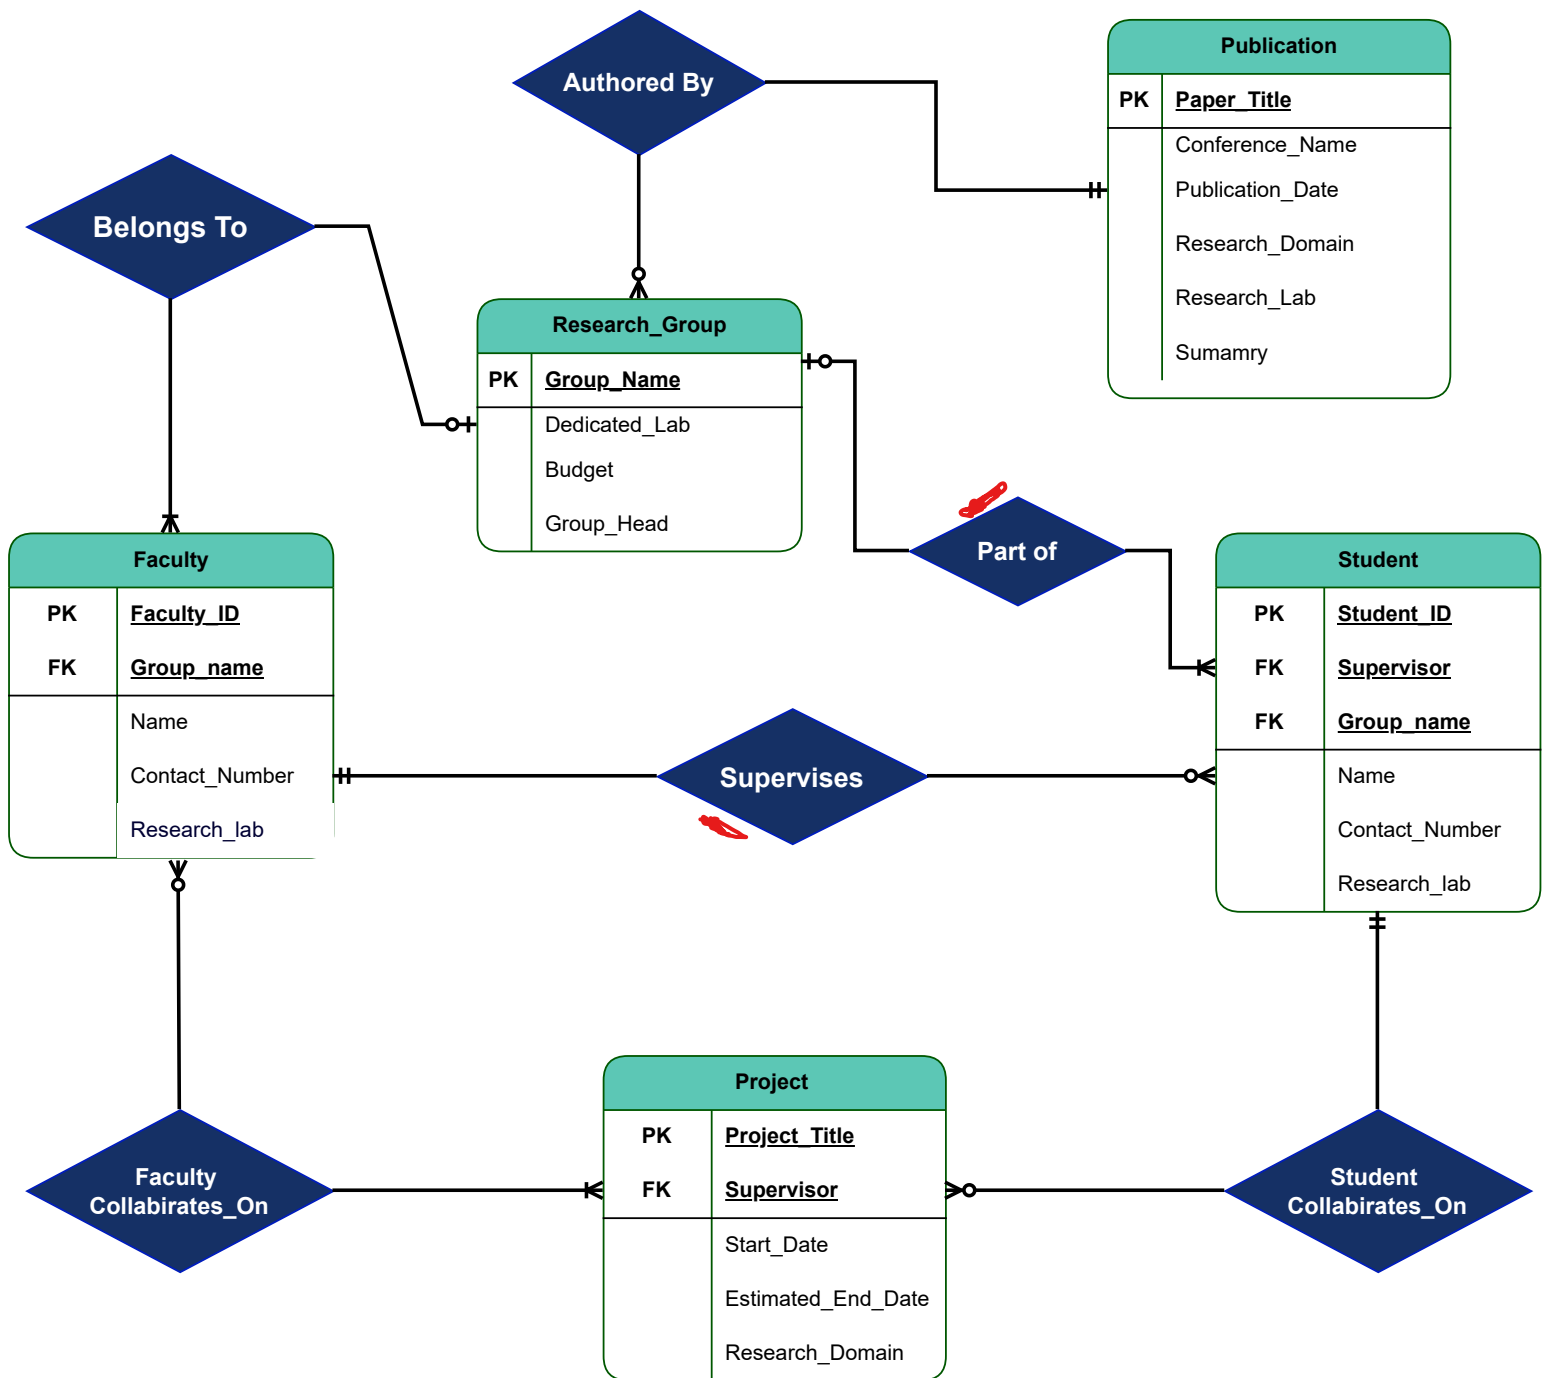 Authored By
Publication
PK Paper_Title
Conference_Name
Publication_Date
Research_Domain
Research_Lab
Sumamry
Belongs To
Research_Group
PK Group_Name
Dedicated_Lab
Budget
Group_Head
Part of
Faculty
PK Faculty_ID
FK Group_name
Name
Contact_Number
Research_lab
Supervises
Student
PK Student_ID
FK Supervisor
FK Group_name
Name
Contact_Number
Research_lab
Faculty
Collabirates_On
Project
PK Project_Title
FK Supervisor
Start_Date
Estimated_End_Date
Research_Domain
Student
Collabirates_On